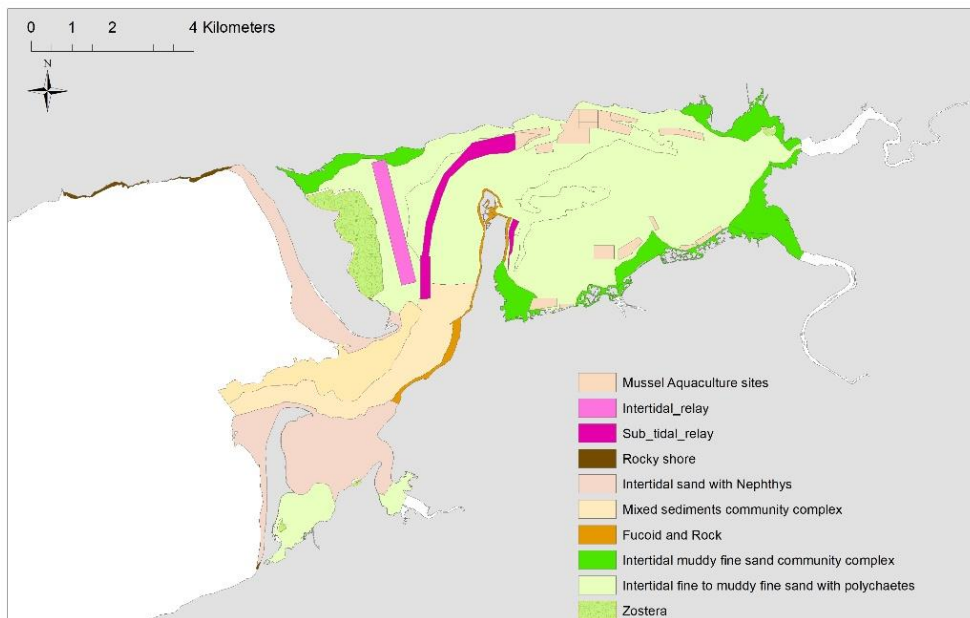 0 1 2 4 Kilometers
N
Mussel Aquaculture sites
Intertidal_relay
Sub_tidal_relay
Rocky shore
Intertidal sand with Nephthys
Mixed sediments community complex
Fucoid and Rock
Intertidal muddy fine sand community complex
Intertidal fine to muddy fine sand with polychaetes
Zostera